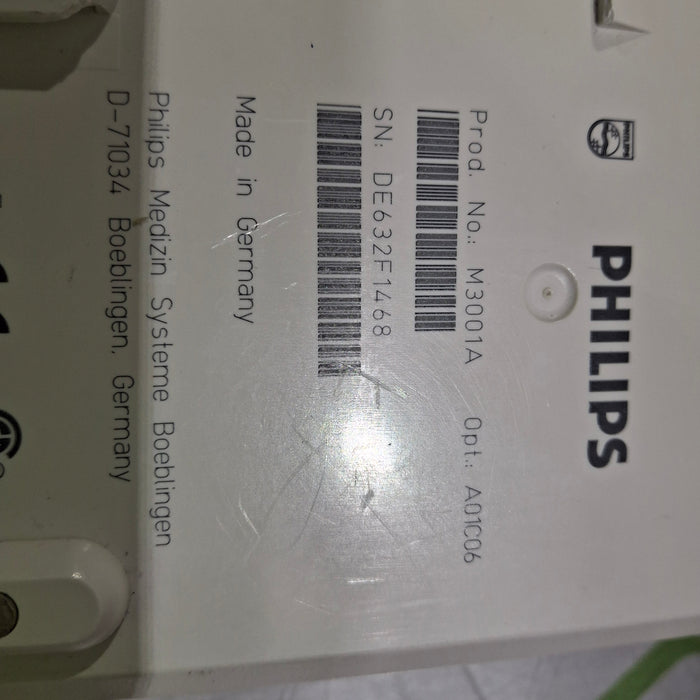 PHILIPS
PHILIPS
Prod. No.: M3001A Opt.: A01C06
SN: DE632F1468
Made in Germany
Philips Medizin Systeme Boeblingen
D-71034 Boeblingen, Germany